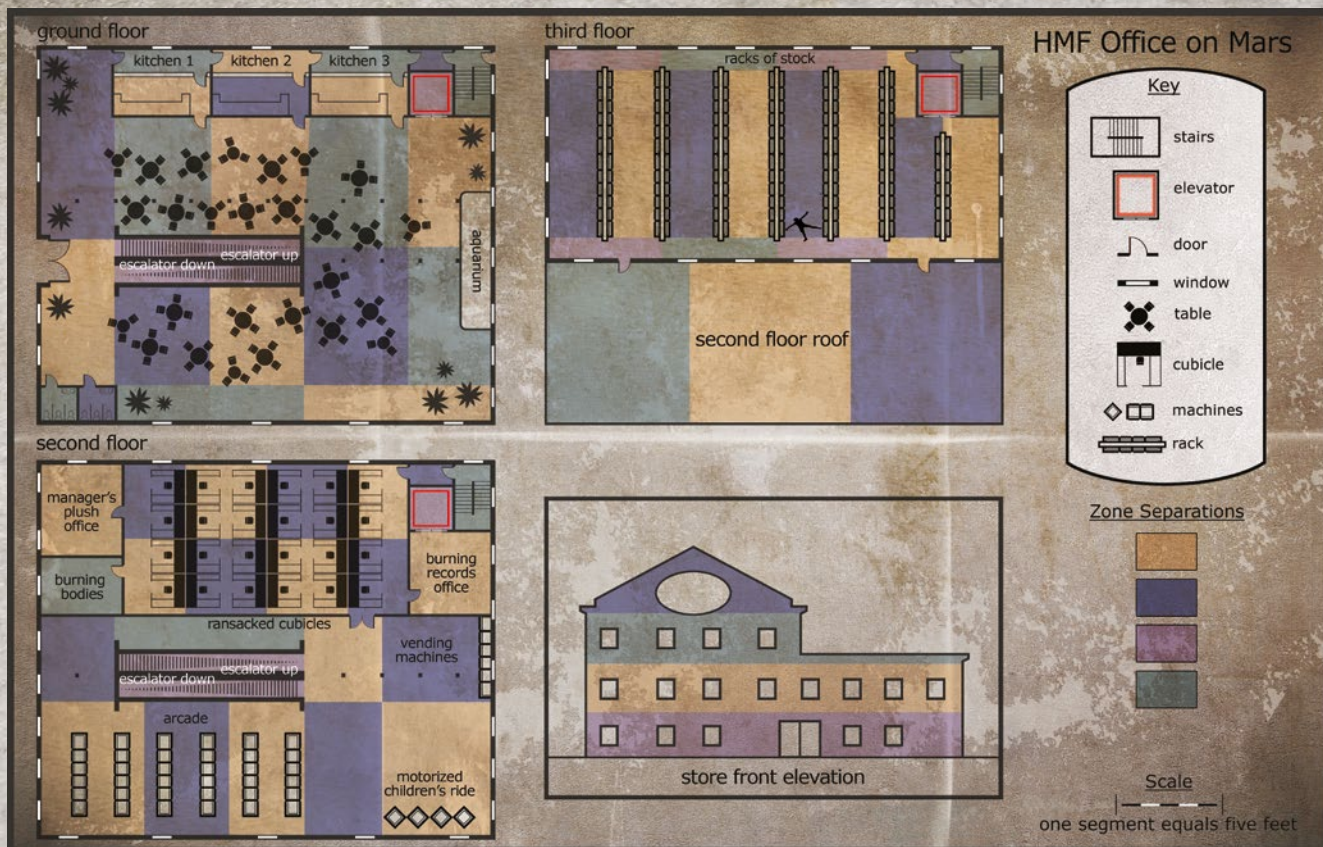 HMF Office on Mars
ground floor
kitchen 1
kitchen 2
kitchen 3
escalator up
escalator down
aquarium
third floor
racks of stock
second floor roof
second floor
manager's
plush
office
burning
bodies
burning
records
office
ransacked cubicles
vending
machines
escalator up
escalator down
arcade
motorized
children's ride
store front elevation
Key
stairs
elevator
door
window
table
cubicle
machines
rack
Zone Separations
Scale
one segment equals five feet